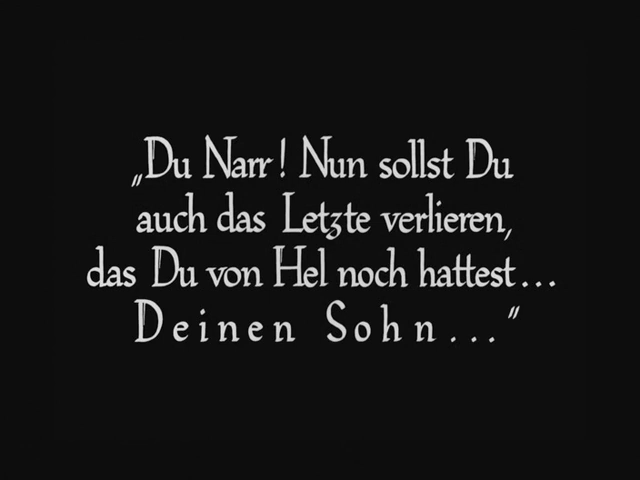 „Du Narr! Nun sollst Du
auch das Letzte verlieren,
das Du von Hel noch hattest...
Deinen Sohn..."